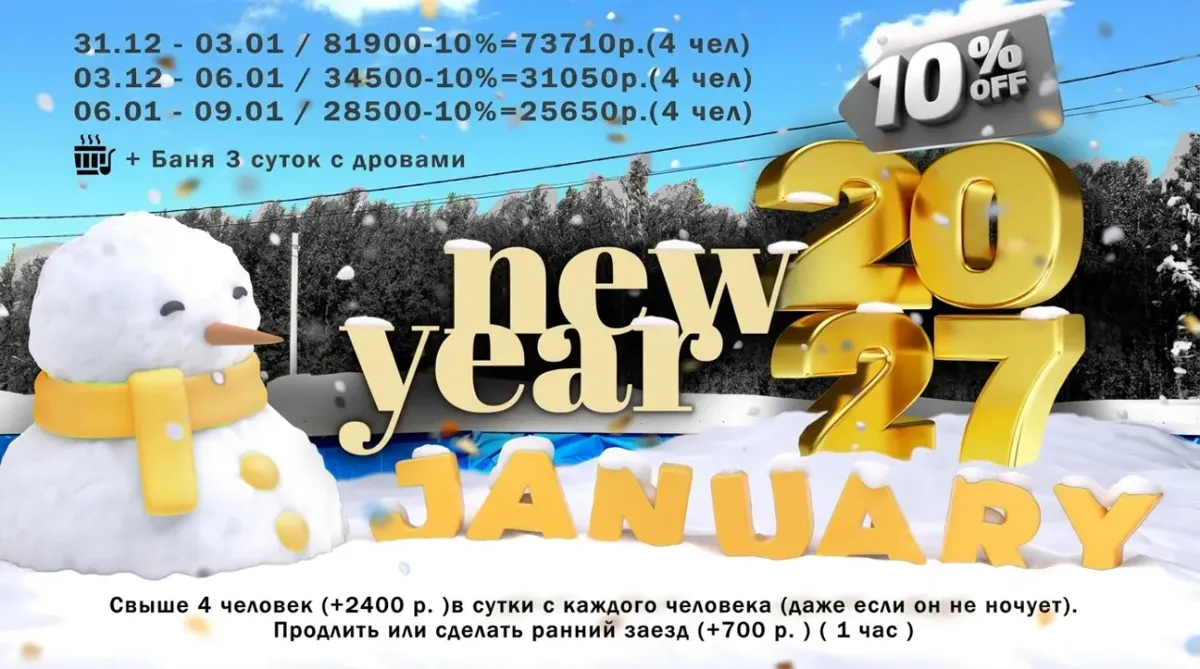 31.12 - 03.01 / 81900-10%=73710р.(4 чел)
03.12 - 06.01 / 34500-10%=31050р.(4 чел)
06.01 - 09.01 / 28500-10%=25650р.(4 чел)
+ Баня 3 суток с дровами
10%
OFF
20
27
new
year
JANUARY
Свыше 4 человек (+2400 р. )в сутки с каждого человека (даже если он не ночует).
Продлить или сделать ранний заезд (+700 р. ) ( 1 час )